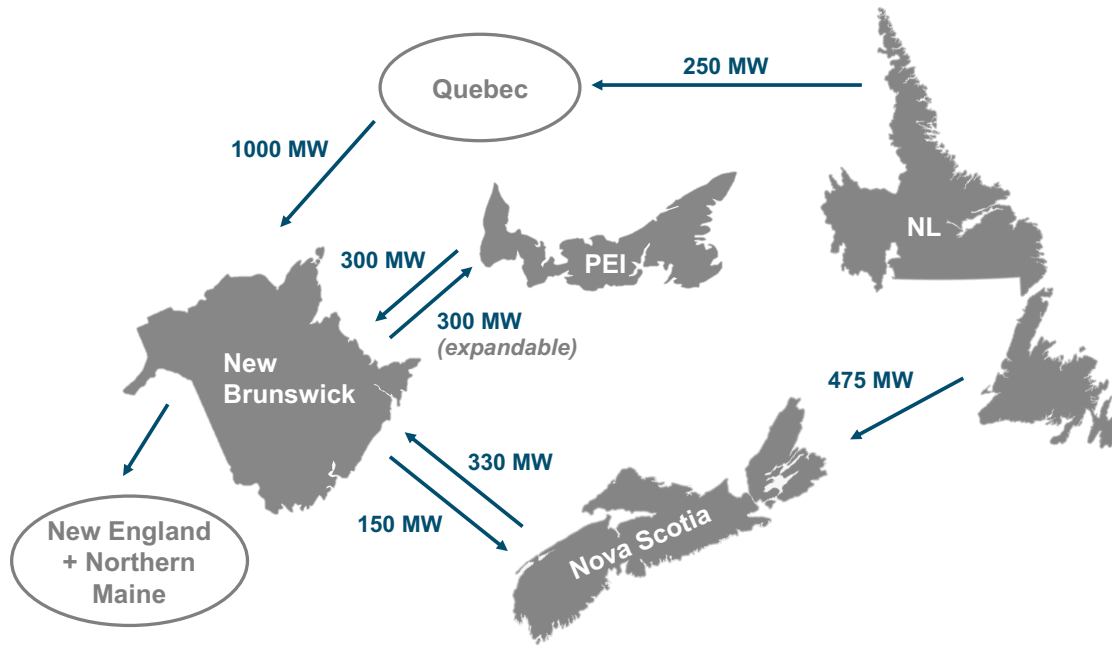 250 MW
Quebec
1000 MW
NL
300 MW
PEI
300 MW
(expandable)
New
Brunswick
475 MW
330 MW
150 MW
New England
+ Northern
Maine
Nova Scotia